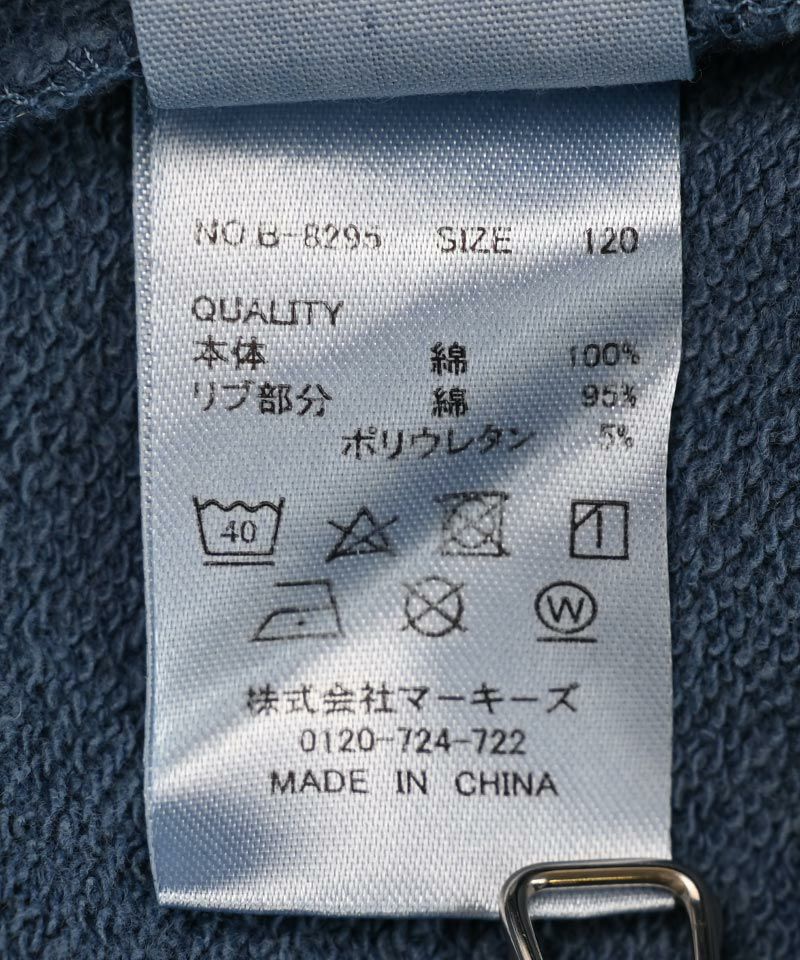 NO B-8295 SIZE 120
QUALITY
本体 綿 100%
リブ部分 綿 95%
ポリウレタン 5%
40
W
株式会社マーキーズ
0120-724-722
MADE IN CHINA